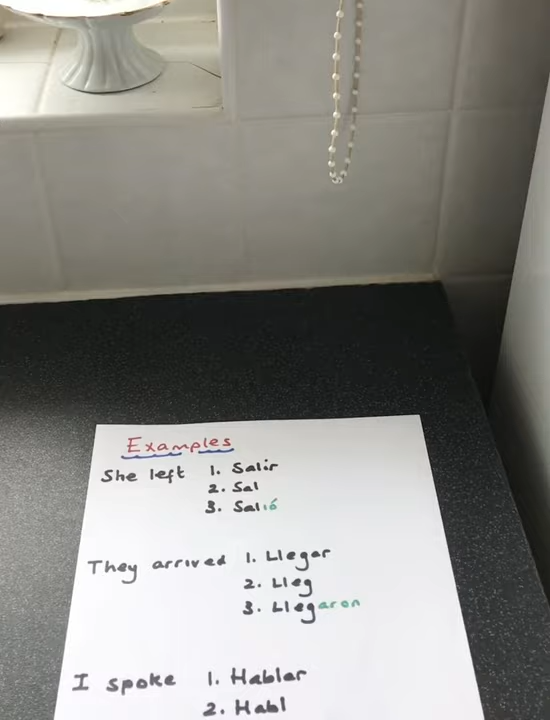 Examples
She left 1. Salir
2. Sal
3. Salió
They arrived 1. Llegar
2. Lleg
3. Llegaron
I spoke 1. Hablar
2. Habl